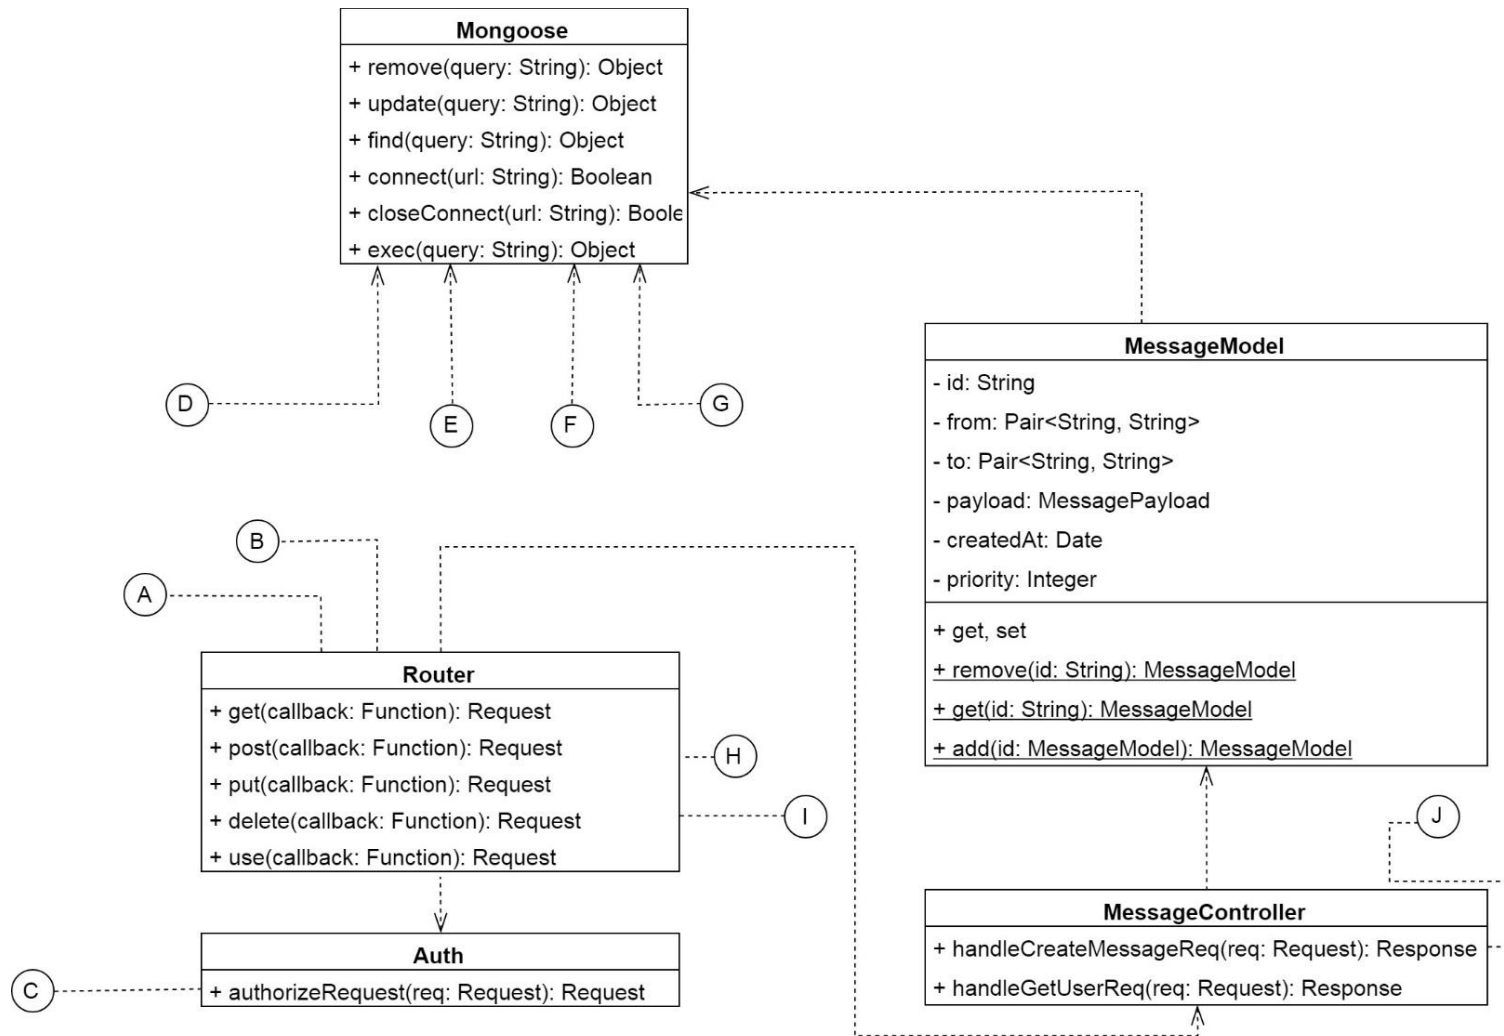 Mongoose
+ remove(query: String): Object
+ update(query: String): Object
+ find(query: String): Object
+ connect(url: String): Boolean
+ closeConnect(url: String): Boole
+ exec(query: String): Object
D
E
F
G
MessageModel
- id: String
- from: Pair<String, String>
- to: Pair<String, String>
- payload: MessagePayload
- createdAt: Date
- priority: Integer
+ get, set
+ remove(id: String): MessageModel
+ get(id: String): MessageModel
+ add(id: MessageModel): MessageModel
B
A
Router
+ get(callback: Function): Request
+ post(callback: Function): Request
+ put(callback: Function): Request
+ delete(callback: Function): Request
+ use(callback: Function): Request
H
I
J
Auth
+ authorizeRequest(req: Request): Request
C
MessageController
+ handleCreateMessageReq(req: Request): Response
+ handleGetUserReq(req: Request): Response